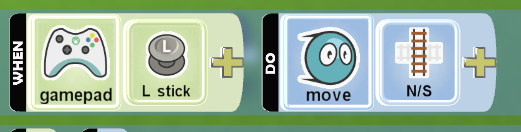 WHEN
gamepad
L
L stick
DO
move
N/S